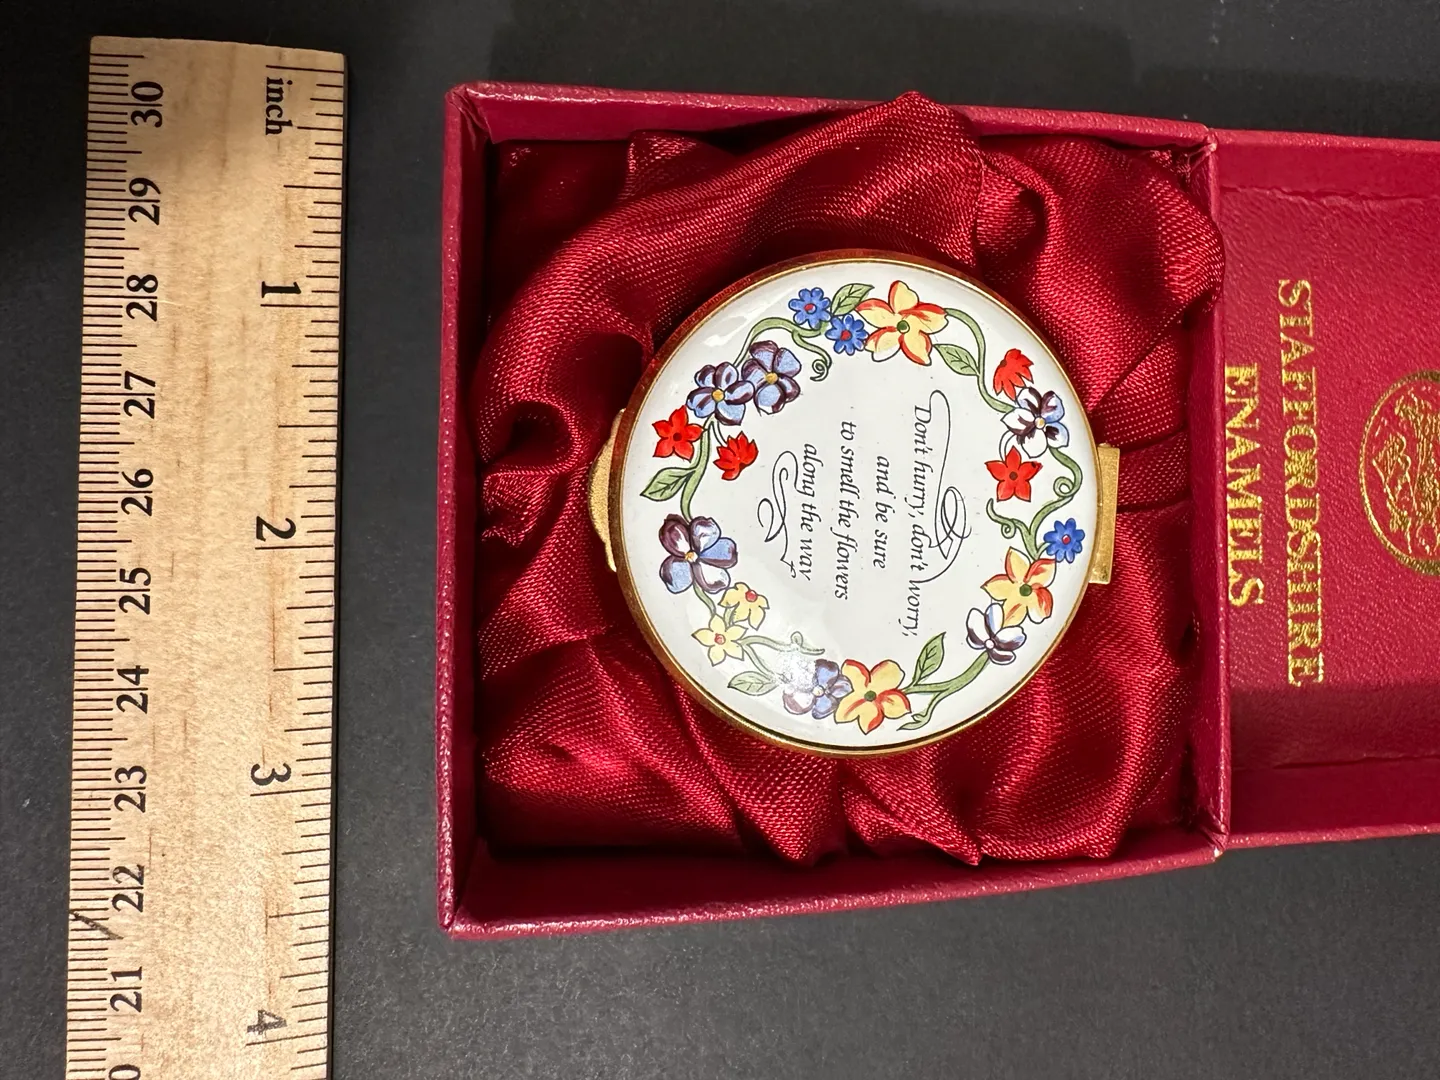 Don't hurry, don't worry,
and be sure
to smell the flowers
along the way
STAFFORDSHIRE
ENAMELS
inch
1
2
3
4
30
29
28
27
26
25
24
23
22
21